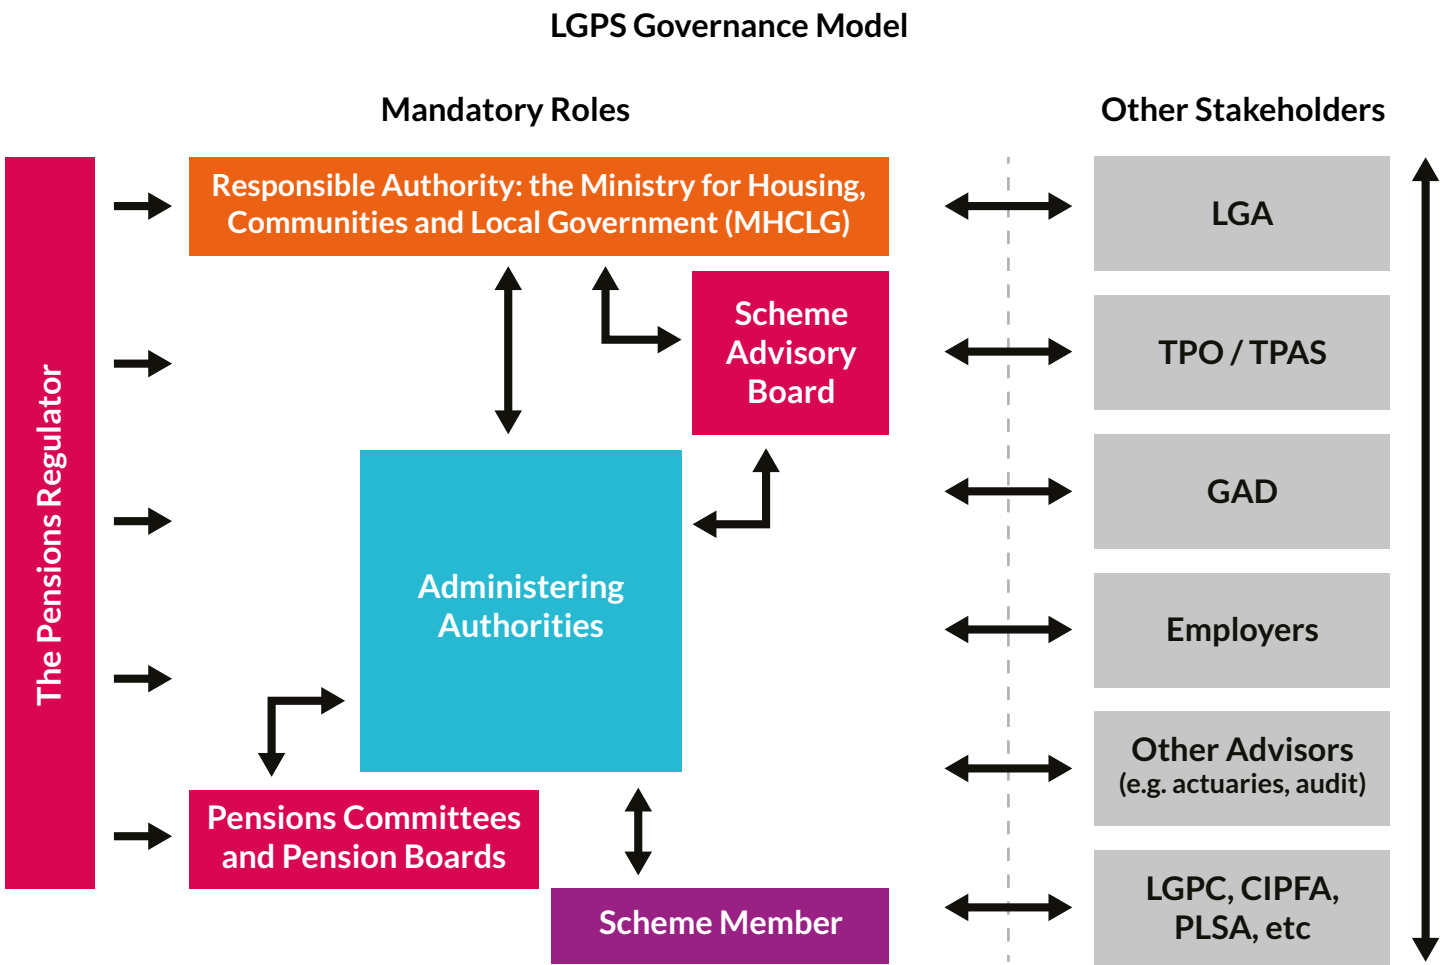 LGPS Governance Model
Mandatory Roles
Other Stakeholders
The Pensions Regulator
Responsible Authority: the Ministry for Housing,
Communities and Local Government (MHCLG)
Scheme
Advisory
Board
Administering
Authorities
Pensions Committees
and Pension Boards
Scheme Member
LGA
TPO / TPAS
GAD
Employers
Other Advisors
(e.g. actuaries, audit)
LGPC, CIPFA,
PLSA, etc